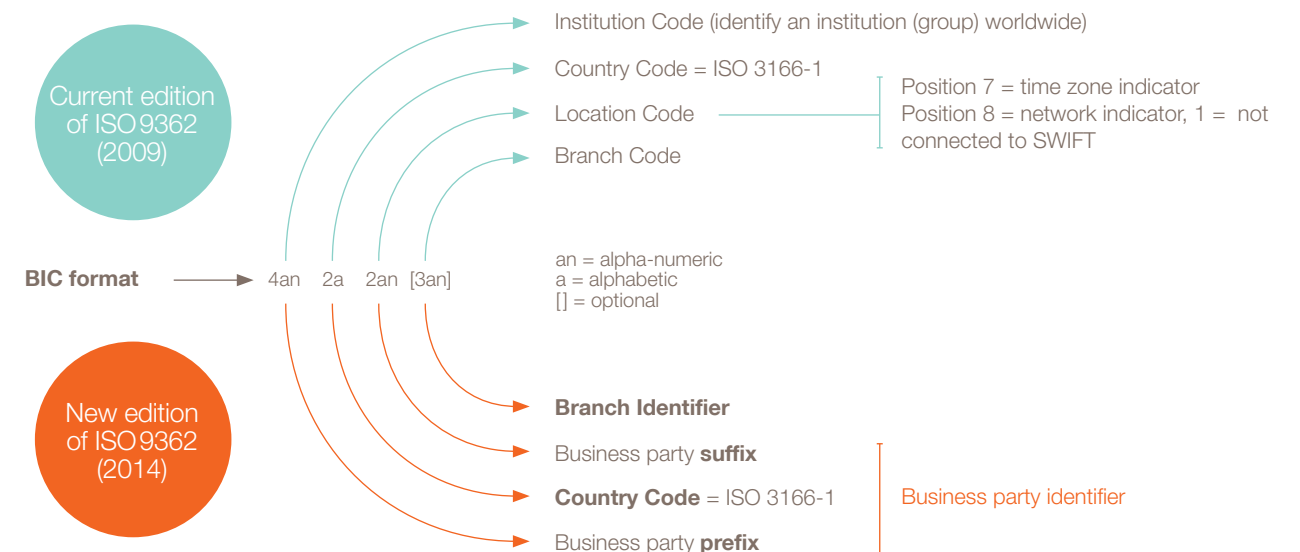 Current edition
of ISO 9362
(2009)
Institution Code (identify an institution (group) worldwide)
Country Code = ISO 3166-1
Location Code
Branch Code
Position 7 = time zone indicator
Position 8 = network indicator, 1 = not
connected to SWIFT
BIC format
4an 2a 2an [3an]
an = alpha-numeric
a = alphabetic
[] = optional
New edition
of ISO 9362
(2014)
Branch Identifier
Business party suffix
Country Code = ISO 3166-1
Business party prefix
Business party identifier